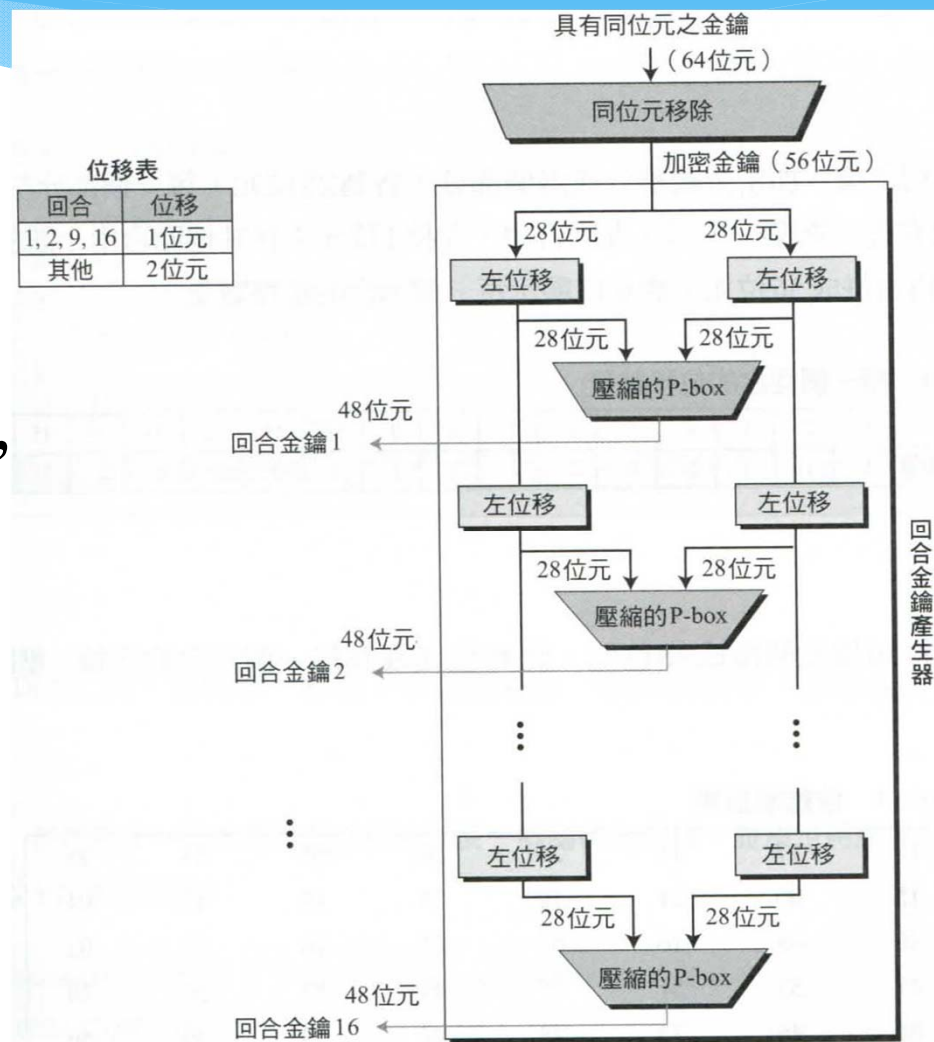 具有同位元之金鑰
（64位元）
同位元移除
加密金鑰（56位元）
位移表
回合 位移
1, 2, 9, 16 1位元
其他 2位元
28位元 28位元
左位移 左位移
28位元 28位元
壓縮的P-box
48位元
回合金鑰1
左位移 左位移
28位元 28位元
壓縮的P-box
48位元
回合金鑰2
回合金鑰產生器
左位移 左位移
28位元 28位元
壓縮的P-box
48位元
回合金鑰16